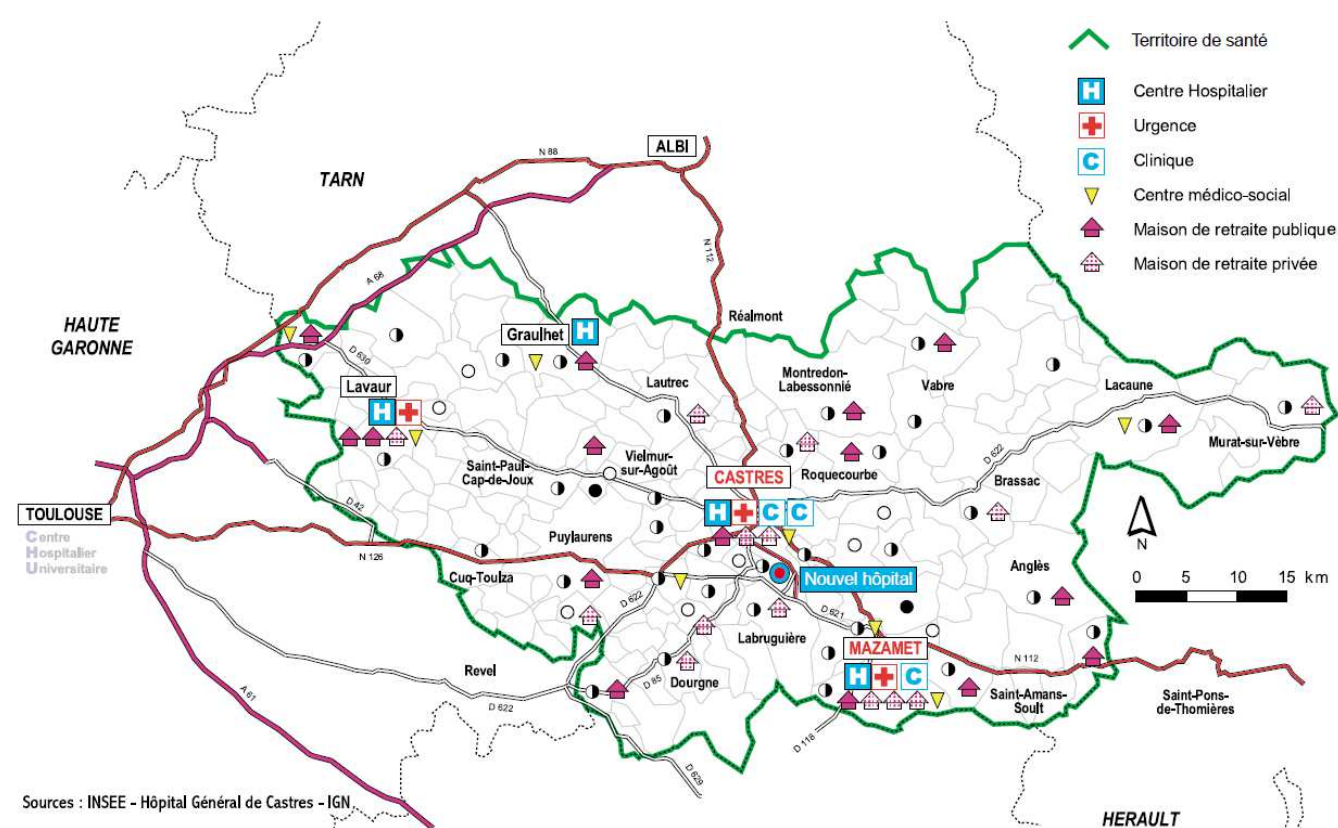 Territoire de santé
Centre Hospitalier
Urgence
Clinique
Centre médico-social
Maison de retraite publique
Maison de retraite privée
H
C
ALBI
N 88
TARN
N 112
A 68
HAUTE
GARONNE
Réalmont
Graulhet
H
D 630
Lavaur
H
Lautrec
Montredon-
Labessonnié
Vabre
Lacaune
Murat-sur-Vèbre
D 622
Saint-Paul-
Cap-de-Joux
Vielmur
-sur-Agoût
CASTRES
Roquecourbe
Brassac
H
C
C
TOULOUSE
Centre
Hospitalier
Universitaire
D 42
N 126
Puylaurens
N
Cuq-Toulza
D 622
Nouvel hôpital
Anglès
0 5 10 15 km
D 621
Labruguière
MAZAMET
H
C
Revel
D 85
Dourgne
N 112
Saint-Amans-
Soult
Saint-Pons-
de-Thomières
A 61
D 622
D 118
D 629
Sources : INSEE - Hôpital Général de Castres - IGN
HERAULT